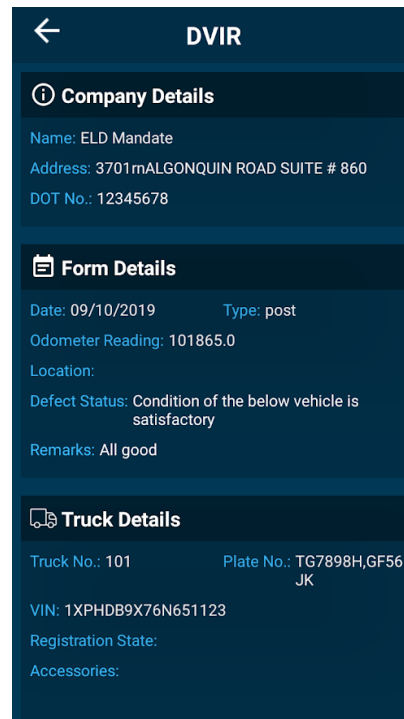 DVIR
Company Details
Name: ELD Mandate
Address: 3701rnALGONQUIN ROAD SUITE # 860
DOT No.: 12345678
Form Details
Date: 09/10/2019 Type: post
Odometer Reading: 101865.0
Location:
Defect Status: Condition of the below vehicle is
satisfactory
Remarks: All good
Truck Details
Truck No.: 101 Plate No.: TG7898H,GF56
JK
VIN: 1XPHDB9X76N651123
Registration State:
Accessories: